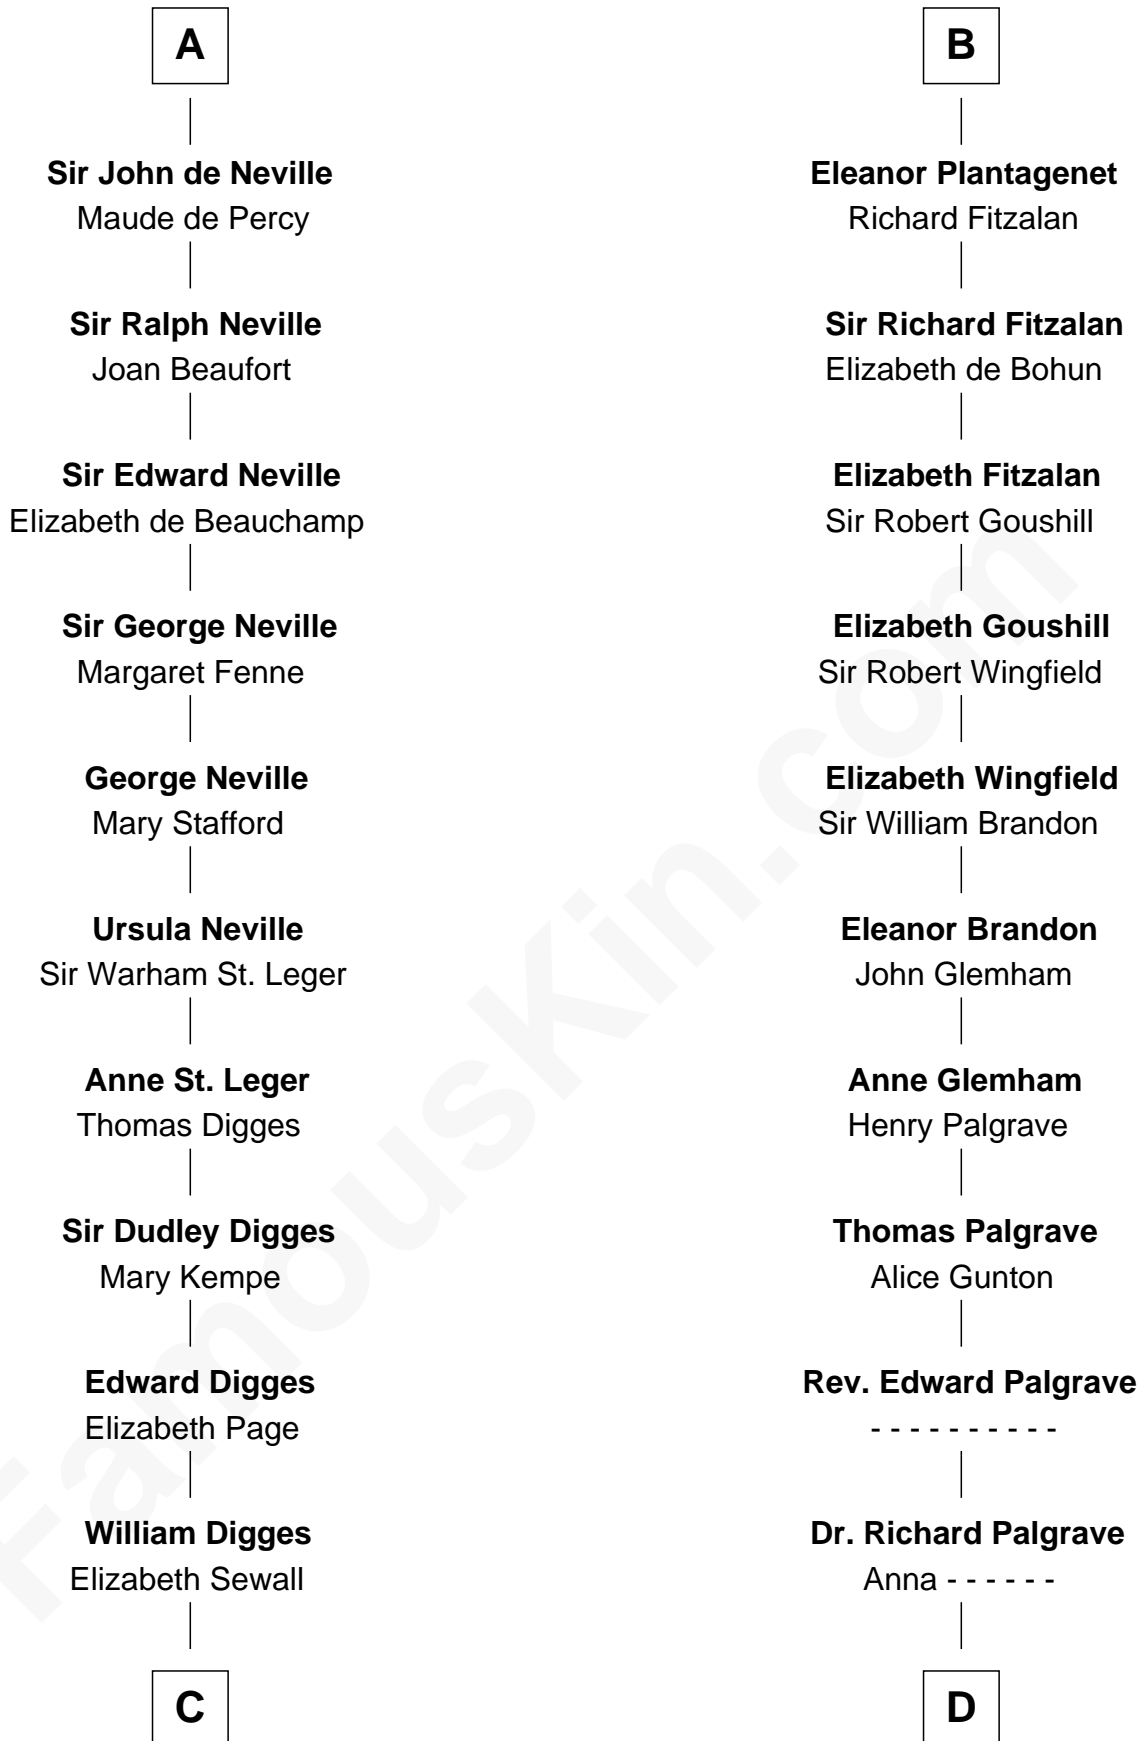 A
Sir John de Neville
Maude de Percy
Sir Ralph Neville
Joan Beaufort
Sir Edward Neville
Elizabeth de Beauchamp
Sir George Neville
Margaret Fenne
George Neville
Mary Stafford
Ursula Neville
Sir Warham St. Leger
Anne St. Leger
Thomas Digges
Sir Dudley Digges
Mary Kempe
Edward Digges
Elizabeth Page
William Digges
Elizabeth Sewall
C
B
Eleanor Plantagenet
Richard Fitzalan
Sir Richard Fitzalan
Elizabeth de Bohun
Elizabeth Fitzalan
Sir Robert Goushill
Elizabeth Goushill
Sir Robert Wingfield
Elizabeth Wingfield
Sir William Brandon
Eleanor Brandon
John Glemham
Anne Glemham
Henry Palgrave
Thomas Palgrave
Alice Gunton
Rev. Edward Palgrave
- - - - - - - - - -
Dr. Richard Palgrave
Anna - - - - - -
D
FamousKin.com